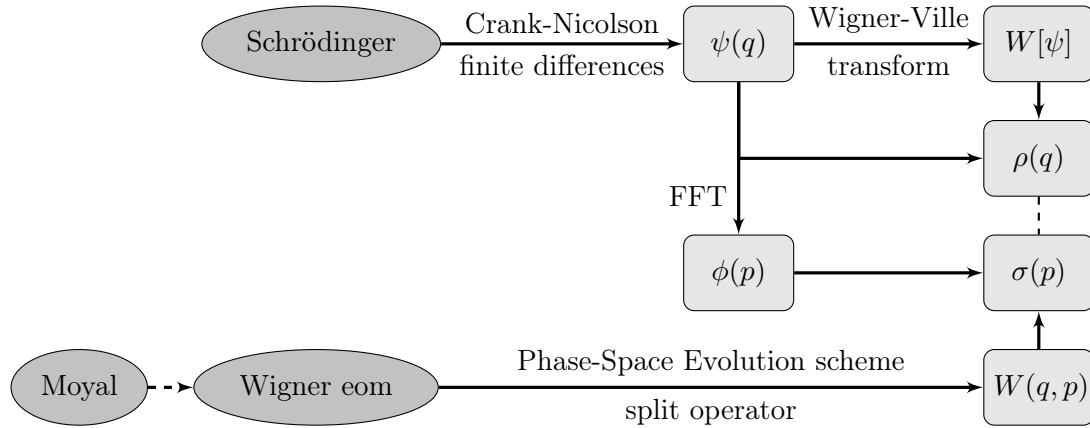 Schrödinger
Crank-Nicolson
finite differences
ψ(q)
Wigner-Ville
transform
W[ψ]
ρ(q)
FFT
ϕ(p)
σ(p)
Moyal
Wigner eom
Phase-Space Evolution scheme
split operator
W(q, p)